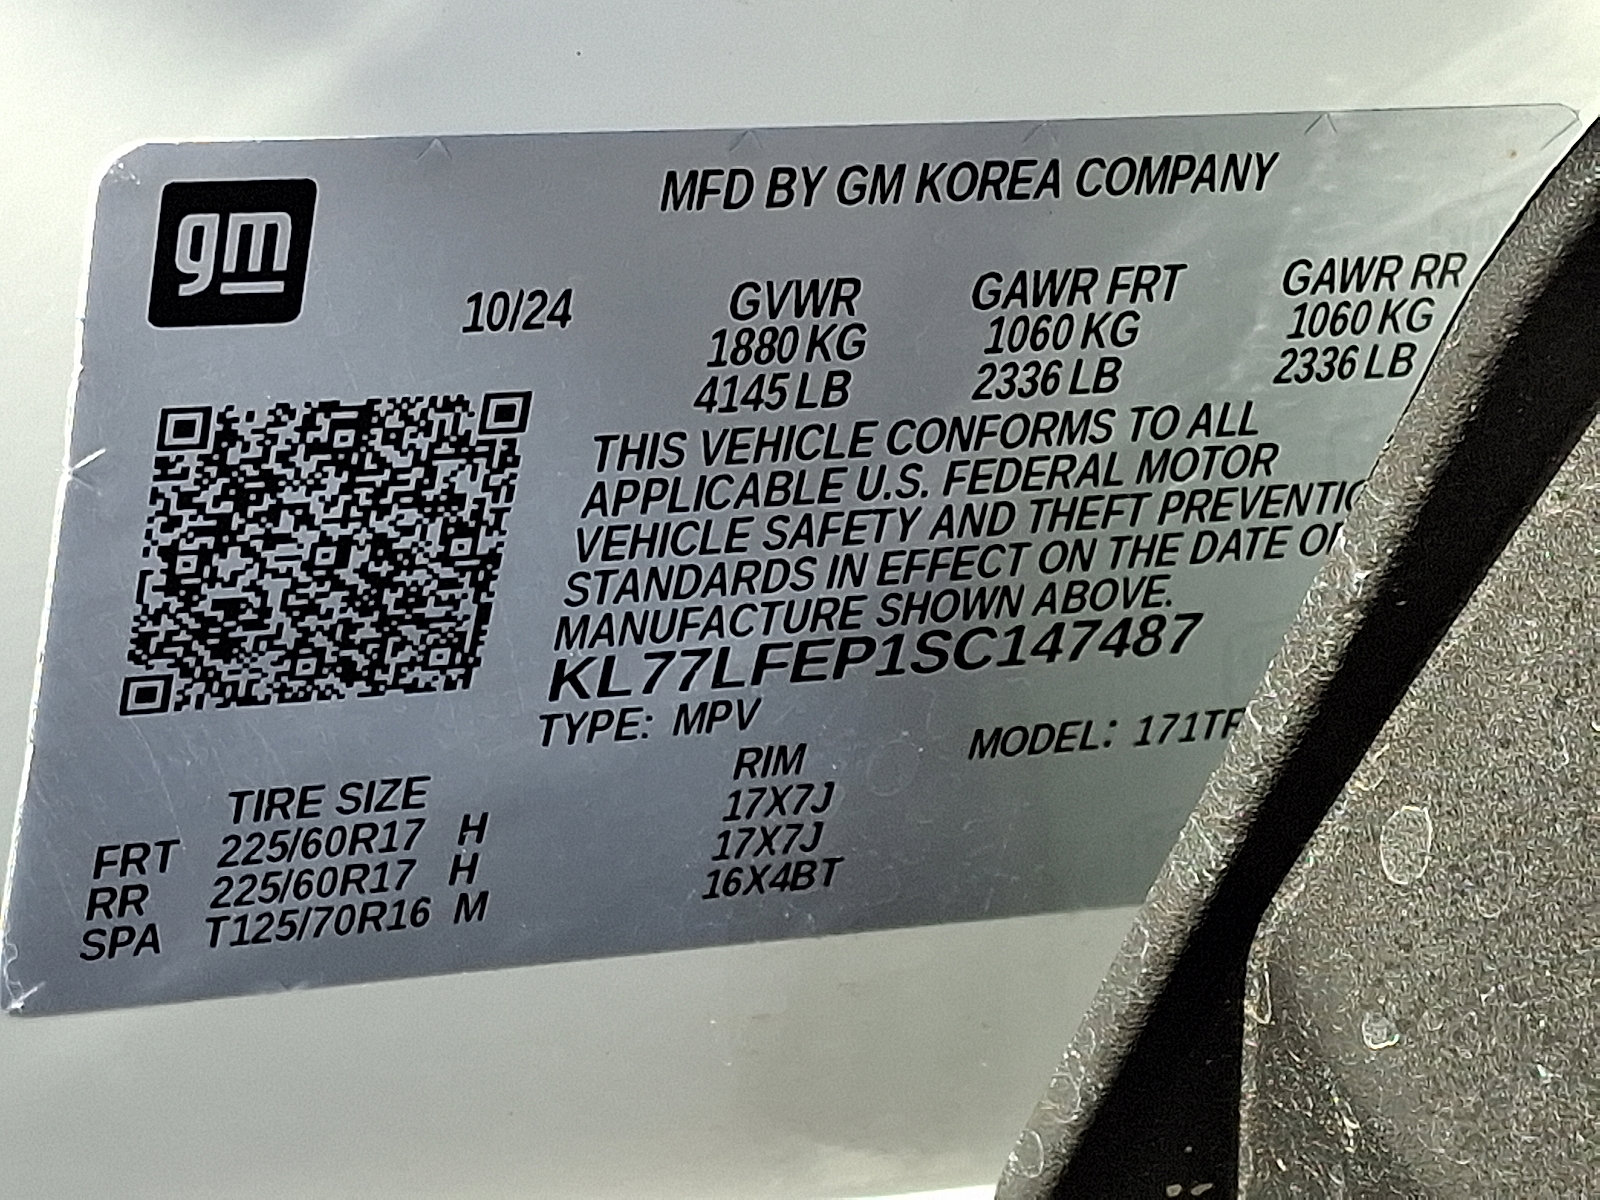 gm
MFD BY GM KOREA COMPANY
10/24 GVWR GAWR FRT GAWR RR
1880 KG 1060 KG 1060 KG
4145 LB 2336 LB 2336 LB
THIS VEHICLE CONFORMS TO ALL
APPLICABLE U.S. FEDERAL MOTOR
VEHICLE SAFETY AND THEFT
STANDARDS IN EFFECT ON THE DATE
MANUFACTURE SHOWN ABOVE.
KL77LFEP1SC147487
TYPE: MPV MODEL:
TIRE SIZE RIM
FRT 225/60R17 H 17X7J
RR 225/60R17 H 17X7J
SPA T125/70R16 M 16X4BT